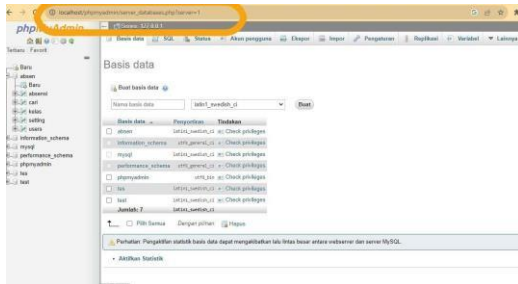 localhost/phpmyadmin/server_databases.php?server=1
phpMyAdmin
Terbaru Favorit
Baru
absen
Baru
absensi
cari
kelas
setting
users
information_schema
mysql
performance_schema
phpmyadmin
test
Server: 127.0.0.1
Basis data SQL Status Akun pengguna Ekspor Impor Pengaturan Replikasi Variabel Lainnya
Basis data
Buat basis data
Nama basis data latin1_swedish_ci Buat
Basis data Penyortiran Tindakan
absen latin1_swedish_ci Check privileges
information_schema utf8_general_ci Check privileges
mysql latin1_swedish_ci Check privileges
performance_schema utf8_general_ci Check privileges
phpmyadmin utf8_bin Check privileges
latin1_swedish_ci Check privileges
test latin1_swedish_ci Check privileges
Jumlah: 7 latin1_swedish_ci
Pilih Semua Dengan pilihan: Hapus
Perhatian: Pengaktifan statistik basis data dapat mengakibatkan lalu lintas besar antara webserver dan server MySQL.
Aktifkan Statistik